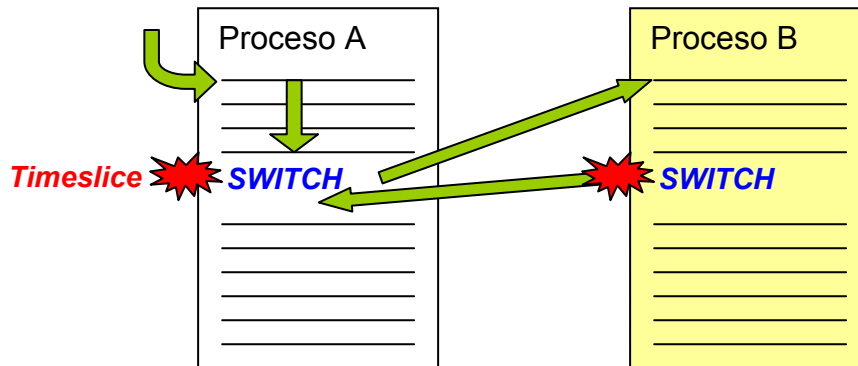 Proceso A
Proceso B
Timeslice
SWITCH
SWITCH